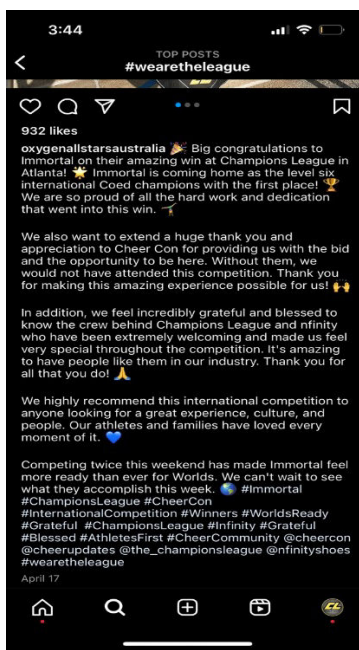 3:44
TOP POSTS
#wearetheleague
932 likes
oxygenallstarsaustralia 🎉 Big congratulations to
Immortal on their amazing win at Champions League in
Atlanta! 🌟 Immortal is coming home as the level six
international Coed champions with the first place! 🏆
We are so proud of all the hard work and dedication
that went into this win. 🤸
We also want to extend a huge thank you and
appreciation to Cheer Con for providing us with the bid
and the opportunity to be here. Without them, we
would not have attended this competition. Thank you
for making this amazing experience possible for us! 🙌
In addition, we feel incredibly grateful and blessed to
know the crew behind Champions League and nfinity
who have been extremely welcoming and made us feel
very special throughout the competition. It's amazing
to have people like them in our industry. Thank you for
all that you do! 🙏
We highly recommend this international competition to
anyone looking for a great experience, culture, and
people. Our athletes and families have loved every
moment of it. 💙
Competing twice this weekend has made Immortal feel
more ready than ever for Worlds. We can't wait to see
what they accomplish this week. 🌎 #Immortal
#ChampionsLeague #CheerCon
#InternationalCompetition #Winners #WorldsReady
#Grateful #ChampionsLeague #Infinity #Grateful
#Blessed #AthletesFirst #CheerCommunity @cheercon
@cheerupdates @the_championsleague @nfinityshoes
#wearetheleague
April 17
CL